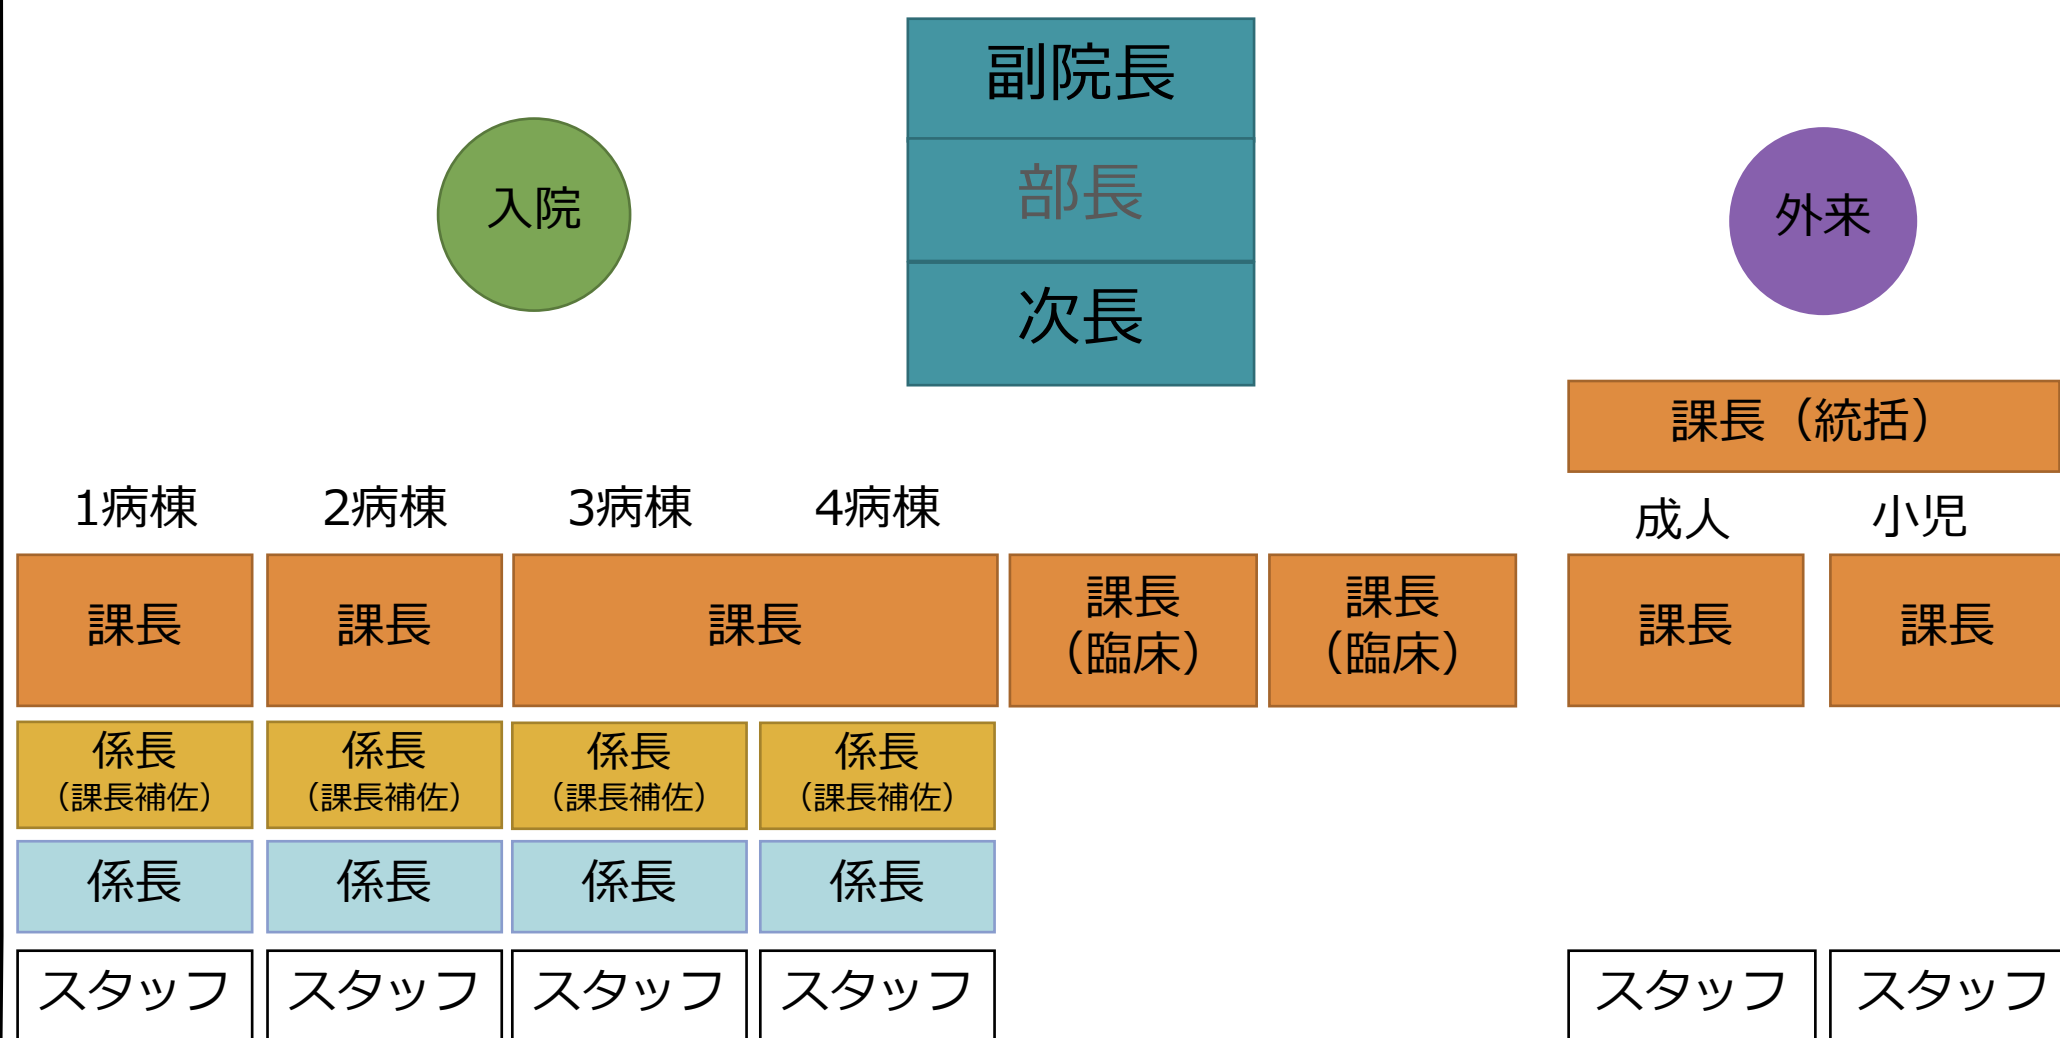 副院長
部長
次長
入院
外来
課長（統括）
1病棟
2病棟
3病棟
4病棟
成人
小児
課長
課長
課長
課長
（臨床）
課長
（臨床）
課長
課長
係長
（課長補佐）
係長
（課長補佐）
係長
（課長補佐）
係長
（課長補佐）
係長
係長
係長
係長
スタッフ
スタッフ
スタッフ
スタッフ
スタッフ
スタッフ